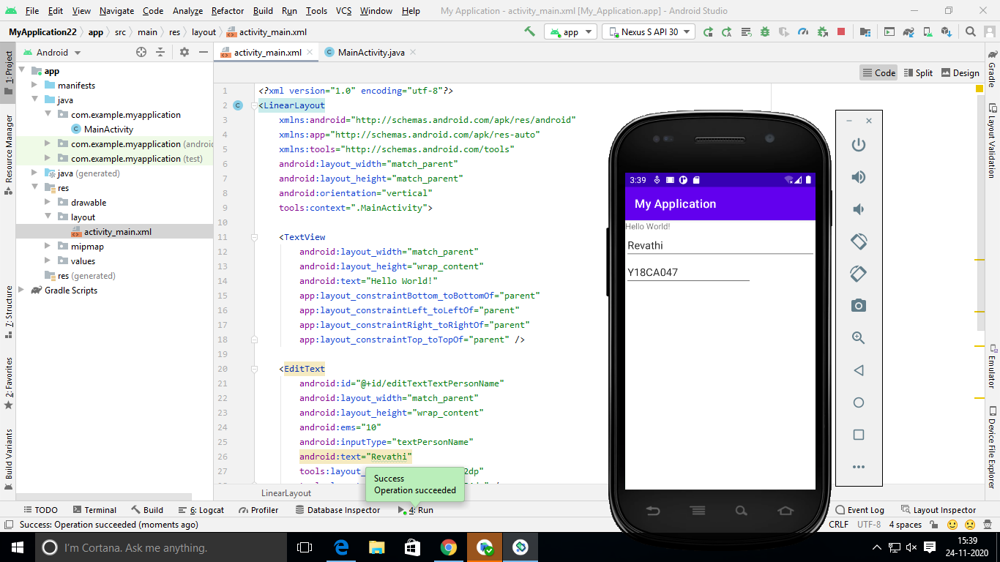 File Edit View Navigate Code Analyze Refactor Build Run Tools VCS Window Help My Application - activity_main.xml [My_Application.app] - Android Studio
MyApplication22 app src main res layout activity_main.xml app Nexus S API 30
1: Project
Resource Manager
7: Structure
2: Favorites
Build Variants
Android
app
manifests
java
com.example.myapplication
MainActivity
com.example.myapplication (androi
com.example.myapplication (test)
java (generated)
res
drawable
layout
activity_main.xml
mipmap
values
res (generated)
Gradle Scripts
activity_main.xml MainActivity.java
Code Split Design
1 <?xml version="1.0" encoding="utf-8"?>
2 <LinearLayout
3 xmlns:android="http://schemas.android.com/apk/res/android"
4 xmlns:app="http://schemas.android.com/apk/res-auto"
5 xmlns:tools="http://schemas.android.com/tools"
6 android:layout_width="match_parent"
7 android:layout_height="match_parent"
8 android:orientation="vertical"
9 tools:context=".MainActivity">
10
11 <TextView
12 android:layout_width="match_parent"
13 android:layout_height="wrap_content"
14 android:text="Hello World!"
15 app:layout_constraintBottom_toBottomOf="parent"
16 app:layout_constraintLeft_toLeftOf="parent"
17 app:layout_constraintRight_toRightOf="parent"
18 app:layout_constraintTop_toTopOf="parent" />
19
20 <EditText
21 android:id="@+id/editTextTextPersonName"
22 android:layout_width="match_parent"
23 android:layout_height="wrap_content"
24 android:ems="10"
25 android:inputType="textPersonName"
26 android:text="Revathi"
27 tools:layout_ 2dp"
LinearLayout
Success
Operation succeeded
3:39
My Application
Hello World!
Revathi
Y18CA047
Gradle
Layout Validation
Emulator
Device File Explorer
TODO Terminal Build 6: Logcat Profiler Database Inspector 4: Run Event Log Layout Inspector
Success: Operation succeeded (moments ago) CRLF UTF-8 4 spaces
I'm Cortana. Ask me anything.
15:39
24-11-2020